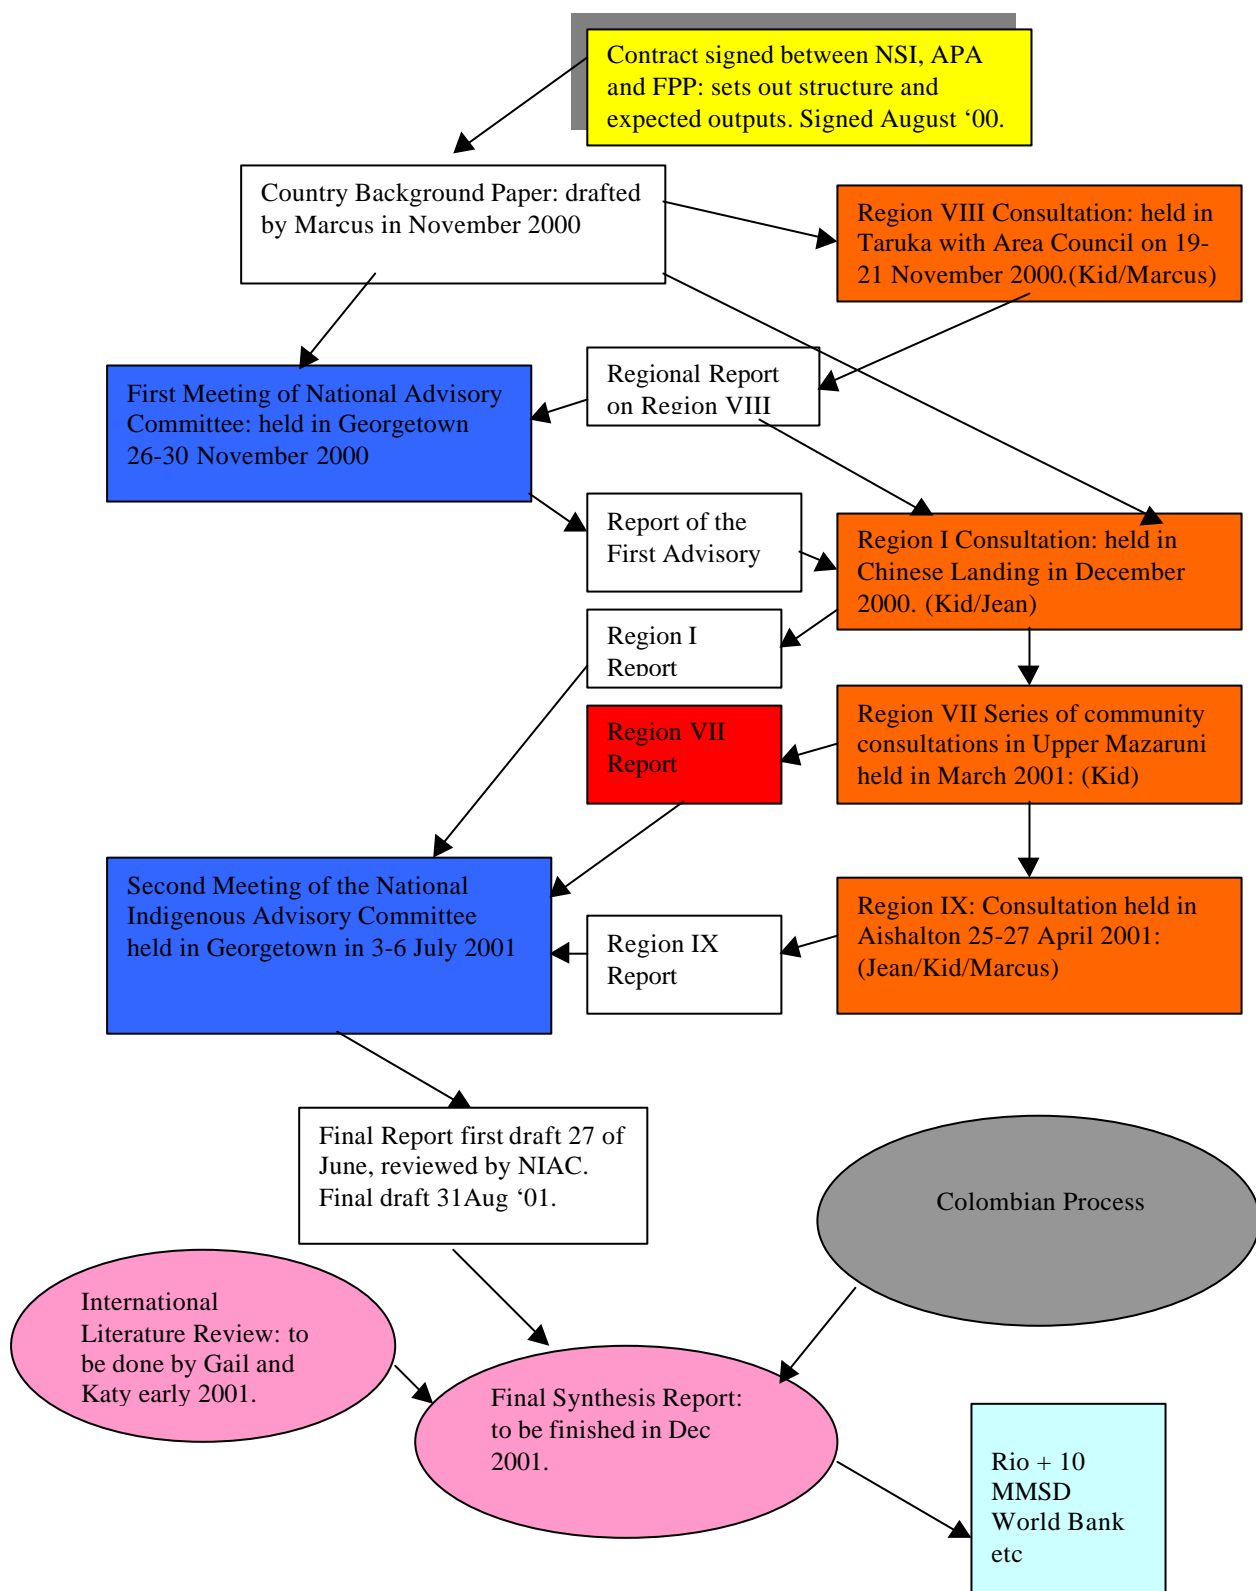 Contract signed between NSI, APA
and FPP: sets out structure and
expected outputs. Signed August ‘00.
Country Background Paper: drafted
by Marcus in November 2000
Region VIII Consultation: held in
Taruka with Area Council on 19-
21 November 2000.(Kid/Marcus)
First Meeting of National Advisory
Committee: held in Georgetown
26-30 November 2000
Regional Report
on Region VIII
Report of the
First Advisory
Region I Consultation: held in
Chinese Landing in December
2000. (Kid/Jean)
Region I
Report
Region VII
Report
Region VII Series of community
consultations in Upper Mazaruni
held in March 2001: (Kid)
Second Meeting of the National
Indigenous Advisory Committee
held in Georgetown in 3-6 July 2001
Region IX
Report
Region IX: Consultation held in
Aishalton 25-27 April 2001:
(Jean/Kid/Marcus)
Final Report first draft 27 of
June, reviewed by NIAC.
Final draft 31Aug ‘01.
Colombian Process
International
Literature Review: to
be done by Gail and
Katy early 2001.
Final Synthesis Report:
to be finished in Dec
2001.
Rio + 10
MMSD
World Bank
etc